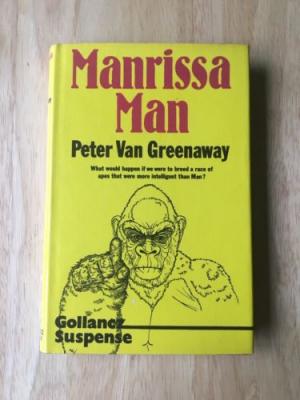 Manrissa
Man
Peter Van Greenaway
What would happen if we were to breed a race of
apes that were more intelligent than Man?
Gollancz
Suspense